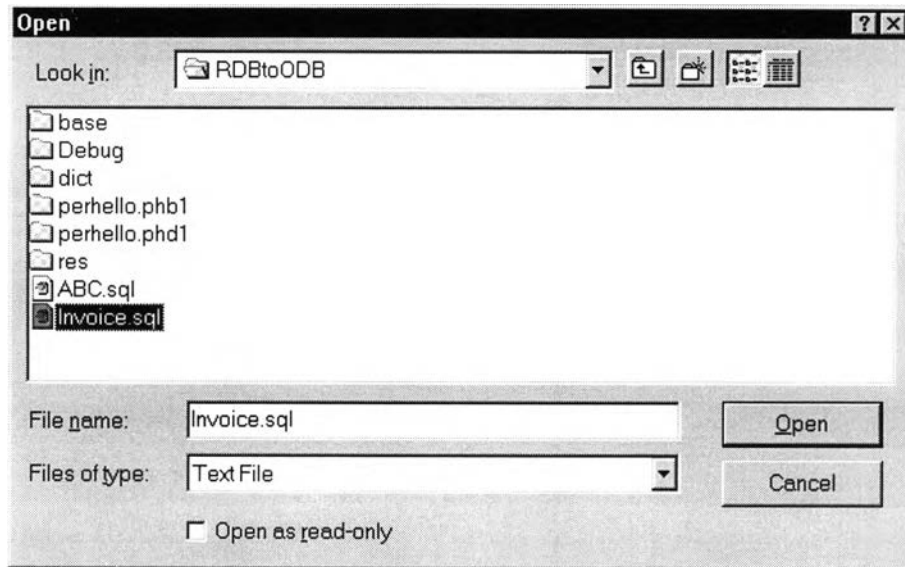 Open
Look in: RDBtoODB
base
Debug
dict
perhello.phb1
perhello.phd1
res
ABC.sql
Invoice.sql
File name: Invoice.sql Open
Files of type: Text File Cancel
Open as read-only